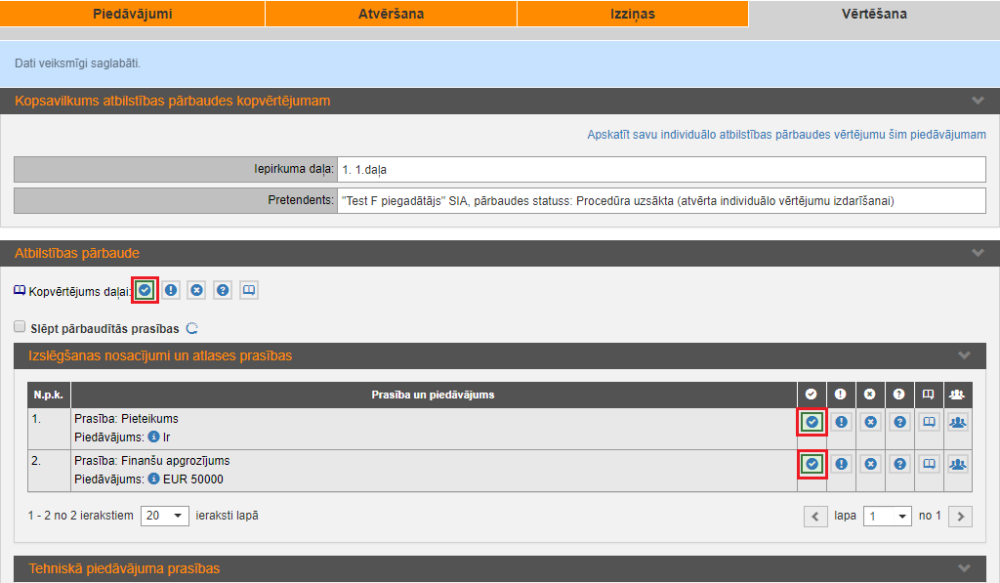 Piedāvājumi Atvēršana Izziņas Vērtēšana
Dati veiksmīgi saglabāti.
Kopsavilkums atbilstības pārbaudes kopvērtējumam
Apskatīt savu individuālo atbilstības pārbaudes vērtējumu šim piedāvājumam
Iepirkuma daļa: 1. 1.daļa
Pretendents: "Test F piegādātājs" SIA, pārbaudes statuss: Procedūra uzsākta (atvērta individuālo vērtējumu izdarīšanai)
Atbilstības pārbaude
Kopvērtējums daļai:
Slēpt pārbaudītās prasības
Izslēgšanas nosacījumi un atlases prasības
N.p.k. Prasība un piedāvājums
1. Prasība: Pieteikums
Piedāvājums: Ir
2. Prasība: Finanšu apgrozījums
Piedāvājums: EUR 50000
1 - 2 no 2 ierakstiem 20 ieraksti lapā lapa 1 no 1
Tehniskā piedāvājuma prasības